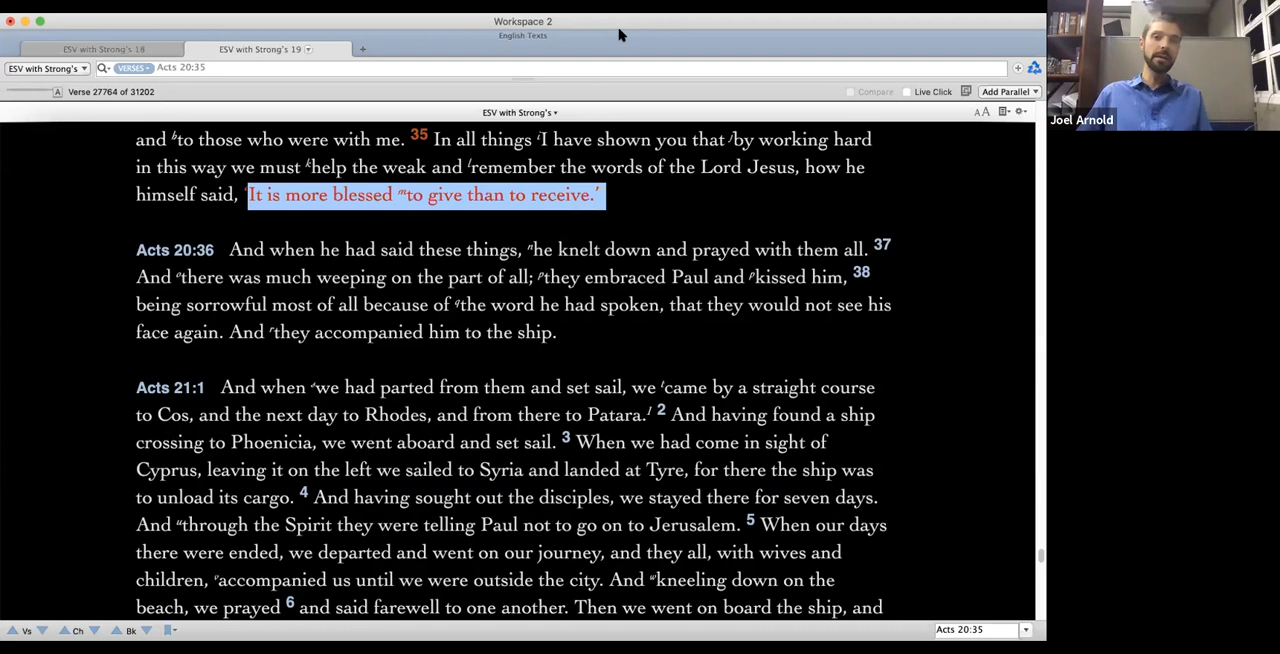 Workspace 2
English Texts
ESV with Strong's 18
ESV with Strong's 19
+
ESV with Strong's
VERSES
Acts 20:35
A Verse 27764 of 31202
Compare
Live Click
Add Parallel
ESV with Strong's
AA
and h to those who were with me. 35 In all things i I have shown you that j by working hard
in this way we must k help the weak and l remember the words of the Lord Jesus, how he
himself said, ‘It is more blessed m to give than to receive.’
Acts 20:36 And when he had said these things, n he knelt down and prayed with them all. 37
And o there was much weeping on the part of all; p they embraced Paul and p kissed him, 38
being sorrowful most of all because of q the word he had spoken, that they would not see his
face again. And r they accompanied him to the ship.
Acts 21:1 And when s we had parted from them and set sail, we t came by a straight course
to Cos, and the next day to Rhodes, and from there to Patara. 1 2 And having found a ship
crossing to Phoenicia, we went aboard and set sail. 3 When we had come in sight of
Cyprus, leaving it on the left we sailed to Syria and landed at Tyre, for there the ship was
to unload its cargo. 4 And having sought out the disciples, we stayed there for seven days.
And u through the Spirit they were telling Paul not to go on to Jerusalem. 5 When our days
there were ended, we departed and went on our journey, and they all, with wives and
children, v accompanied us until we were outside the city. And w kneeling down on the
beach, we prayed 6 and said farewell to one another. Then we went on board the ship, and
Vs Ch Bk
Acts 20:35
Joel Arnold